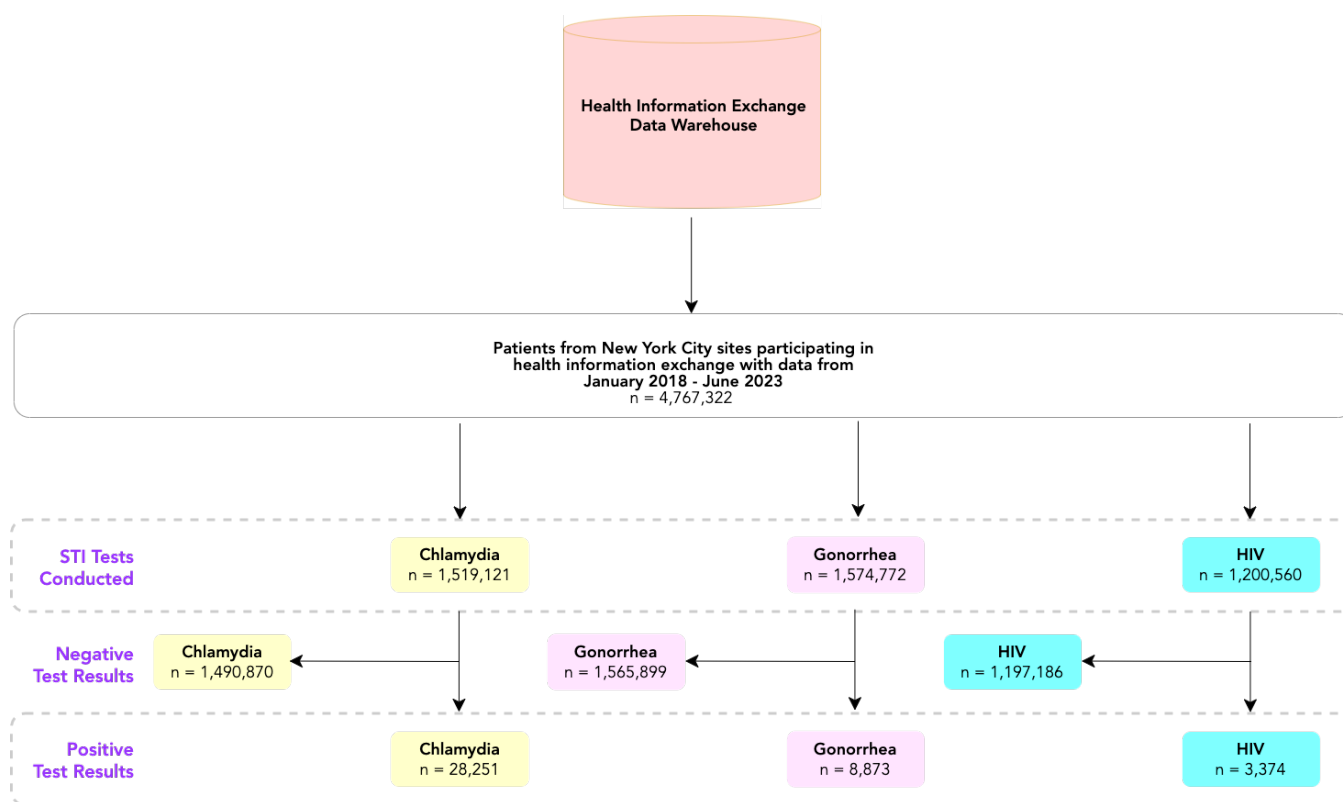 Health Information Exchange
Data Warehouse
Patients from New York City sites participating in
health information exchange with data from
January 2018 - June 2023
n = 4,767,322
STI Tests
Conducted
Chlamydia
n = 1,519,121
Gonorrhea
n = 1,574,772
HIV
n = 1,200,560
Negative
Test Results
Chlamydia
n = 1,490,870
Gonorrhea
n = 1,565,899
HIV
n = 1,197,186
Positive
Test Results
Chlamydia
n = 28,251
Gonorrhea
n = 8,873
HIV
n = 3,374